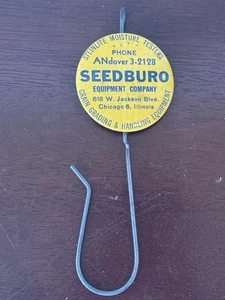 STEINLITE MOISTURE TESTERS
PHONE
ANdover 3-2128
SEEDBURO
EQUIPMENT COMPANY
618 W. Jackson Blvd.
Chicago 6, Illinois
GRAIN GRADING & HANDLING EQUIPMENT